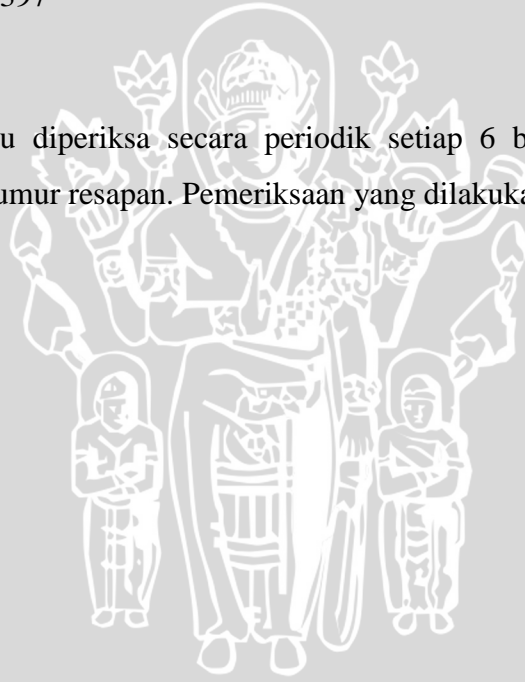 u diperiksa secara periodik setiap 6 b
umur resapan. Pemeriksaan yang dilakuka